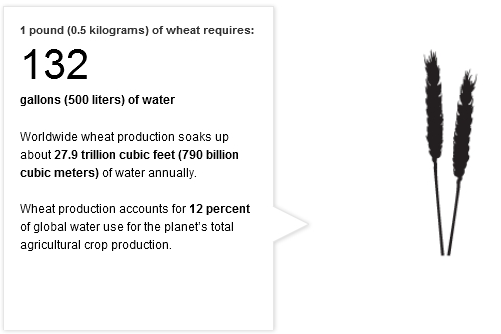 1 pound (0.5 kilograms) of wheat requires:
132
gallons (500 liters) of water
Worldwide wheat production soaks up
about 27.9 trillion cubic feet (790 billion
cubic meters) of water annually.
Wheat production accounts for 12 percent
of global water use for the planet's total
agricultural crop production.